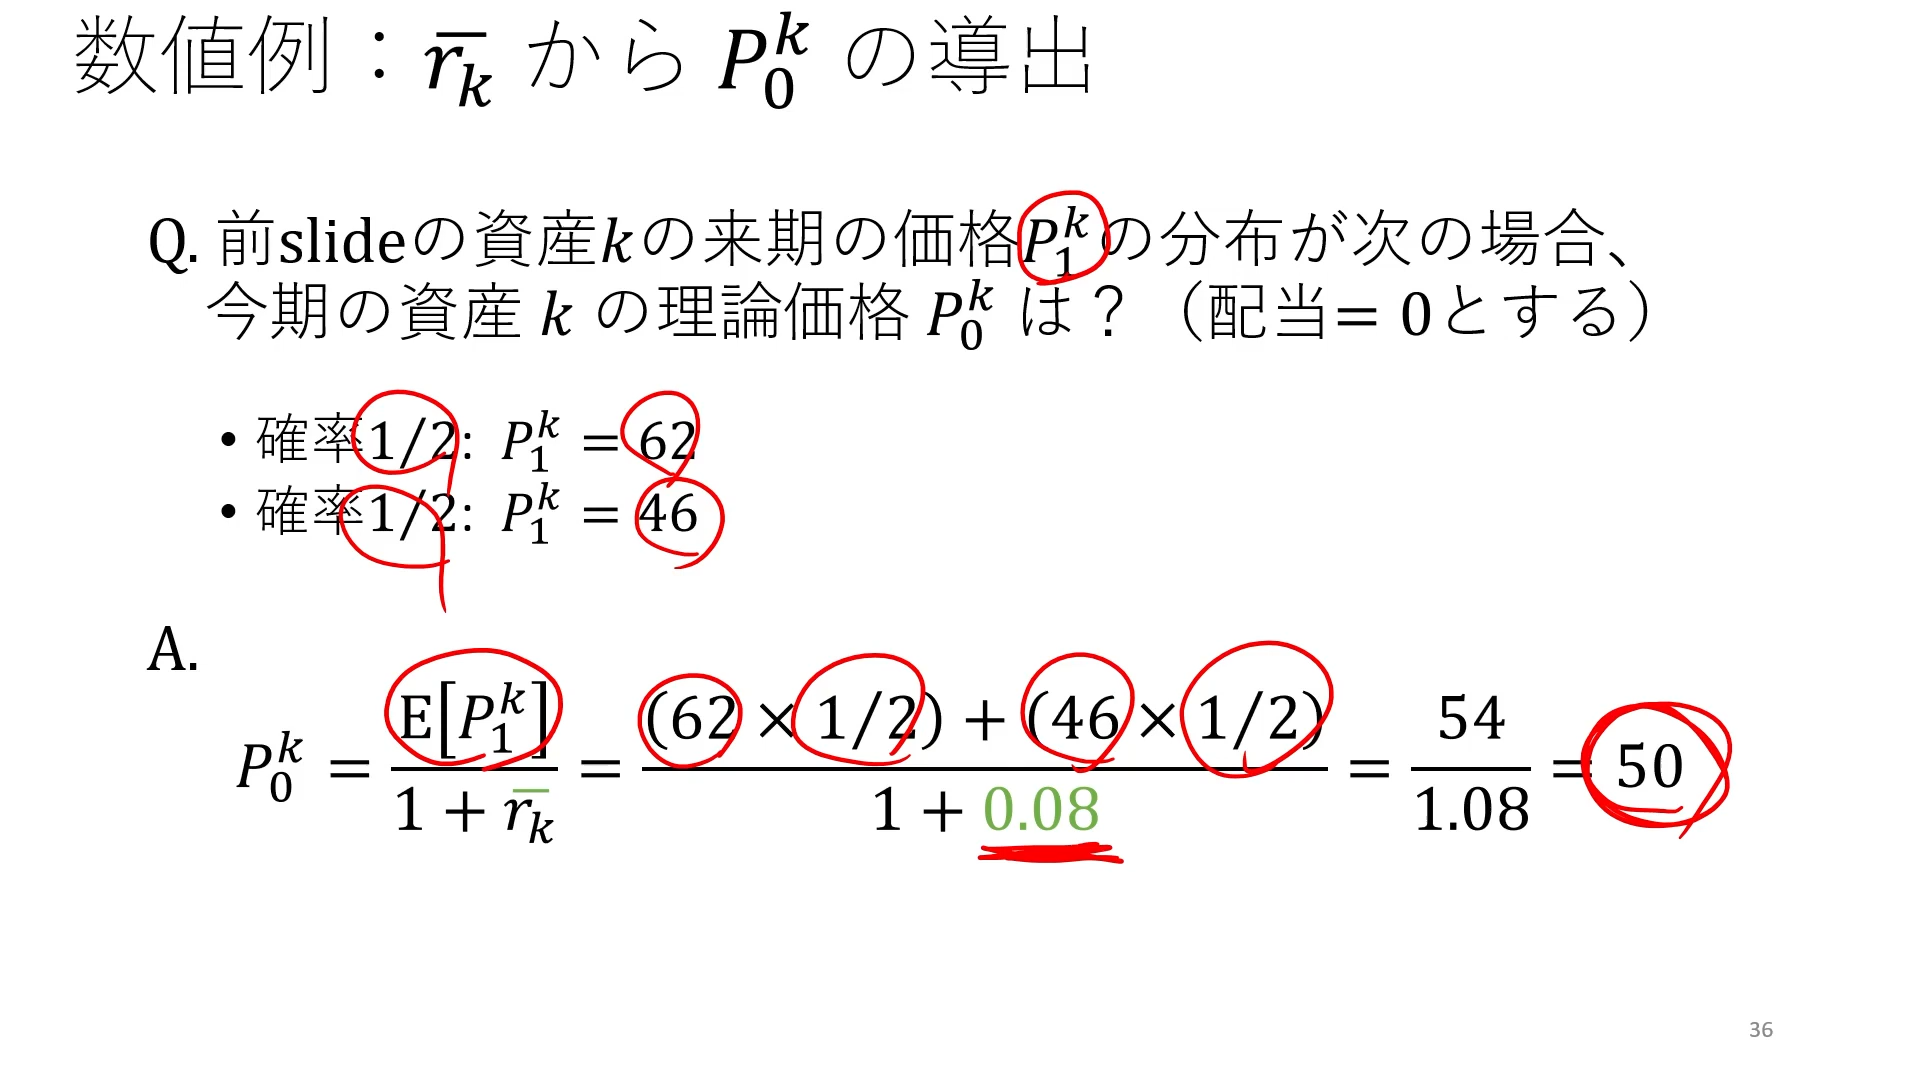 数値例：r̄ₖ から P₀ᵏ の導出
Q. 前slideの資産kの来期の価格P₁ᵏの分布が次の場合、
今期の資産 k の理論価格 P₀ᵏ は？（配当= 0とする）
• 確率1/2: P₁ᵏ = 62
• 確率1/2: P₁ᵏ = 46
A.
P₀ᵏ = E[P₁ᵏ] / (1 + r̄ₖ) = ((62 × 1/2) + (46 × 1/2)) / (1 + 0.08) = 54 / 1.08 = 50
36